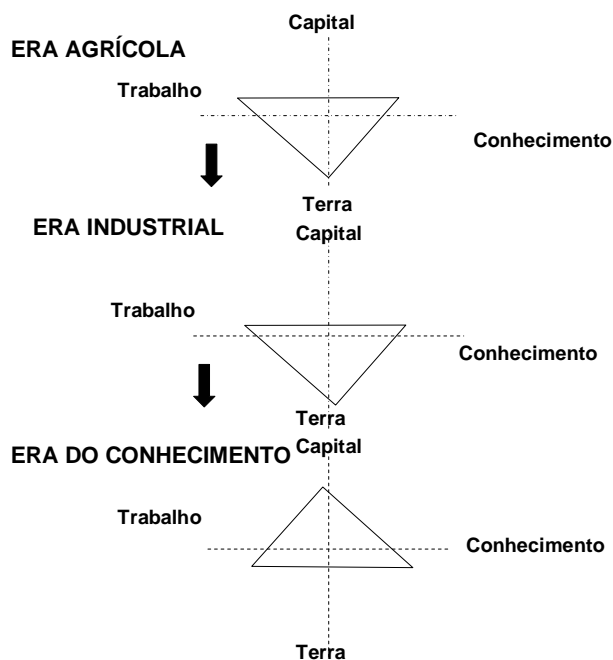 Capital
ERA AGRÍCOLA
Trabalho
Conhecimento
Terra
ERA INDUSTRIAL
Capital
Trabalho
Conhecimento
Terra
ERA DO CONHECIMENTO
Capital
Trabalho
Conhecimento
Terra